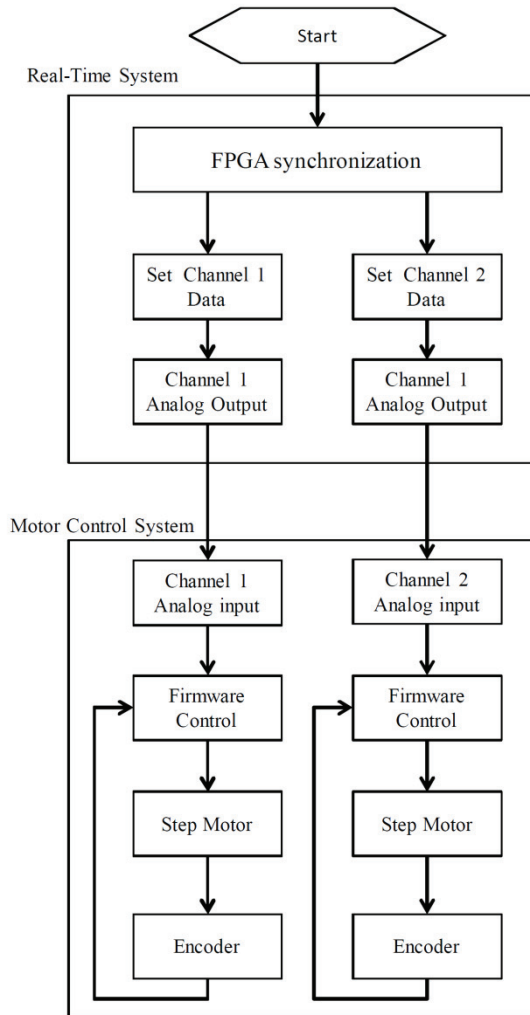 Start
Real-Time System
FPGA synchronization
Set Channel 1
Data
Set Channel 2
Data
Channel 1
Analog Output
Channel 1
Analog Output
Motor Control System
Channel 1
Analog input
Channel 2
Analog input
Firmware
Control
Firmware
Control
Step Motor
Step Motor
Encoder
Encoder